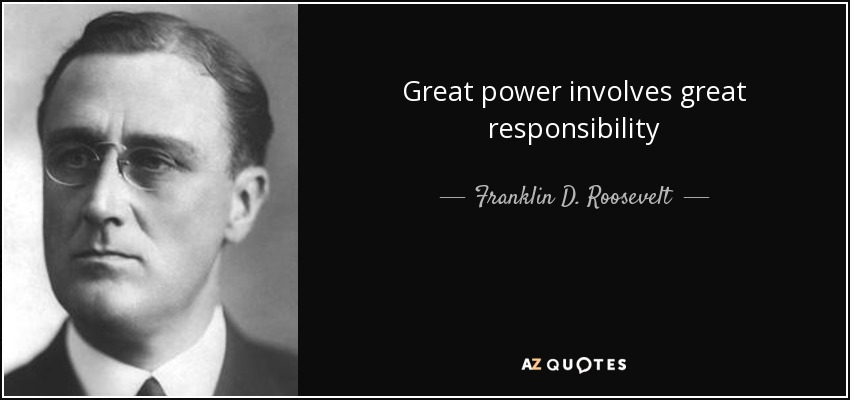 Great power involves great
responsibility
— Franklin D. Roosevelt —
AZ QUOTES